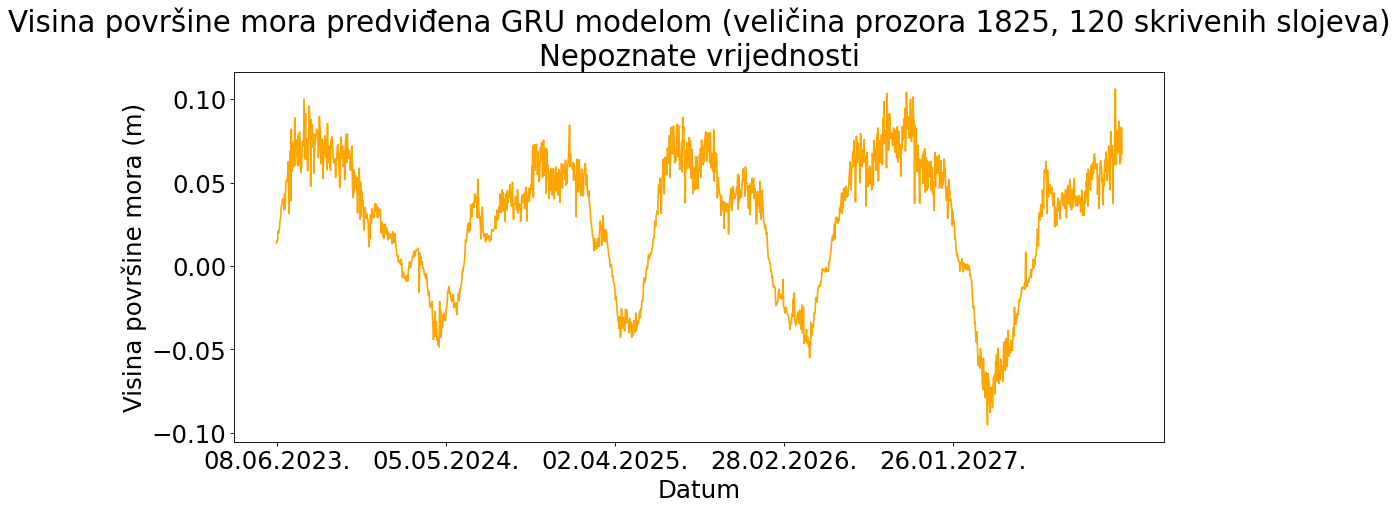 Visina površine mora predviđena GRU modelom (veličina prozora 1825, 120 skrivenih slojeva)
Nepoznate vrijednosti
Visina površine mora (m)
0.10
0.05
0.00
−0.05
−0.10
08.06.2023. 05.05.2024. 02.04.2025. 28.02.2026. 26.01.2027.
Datum